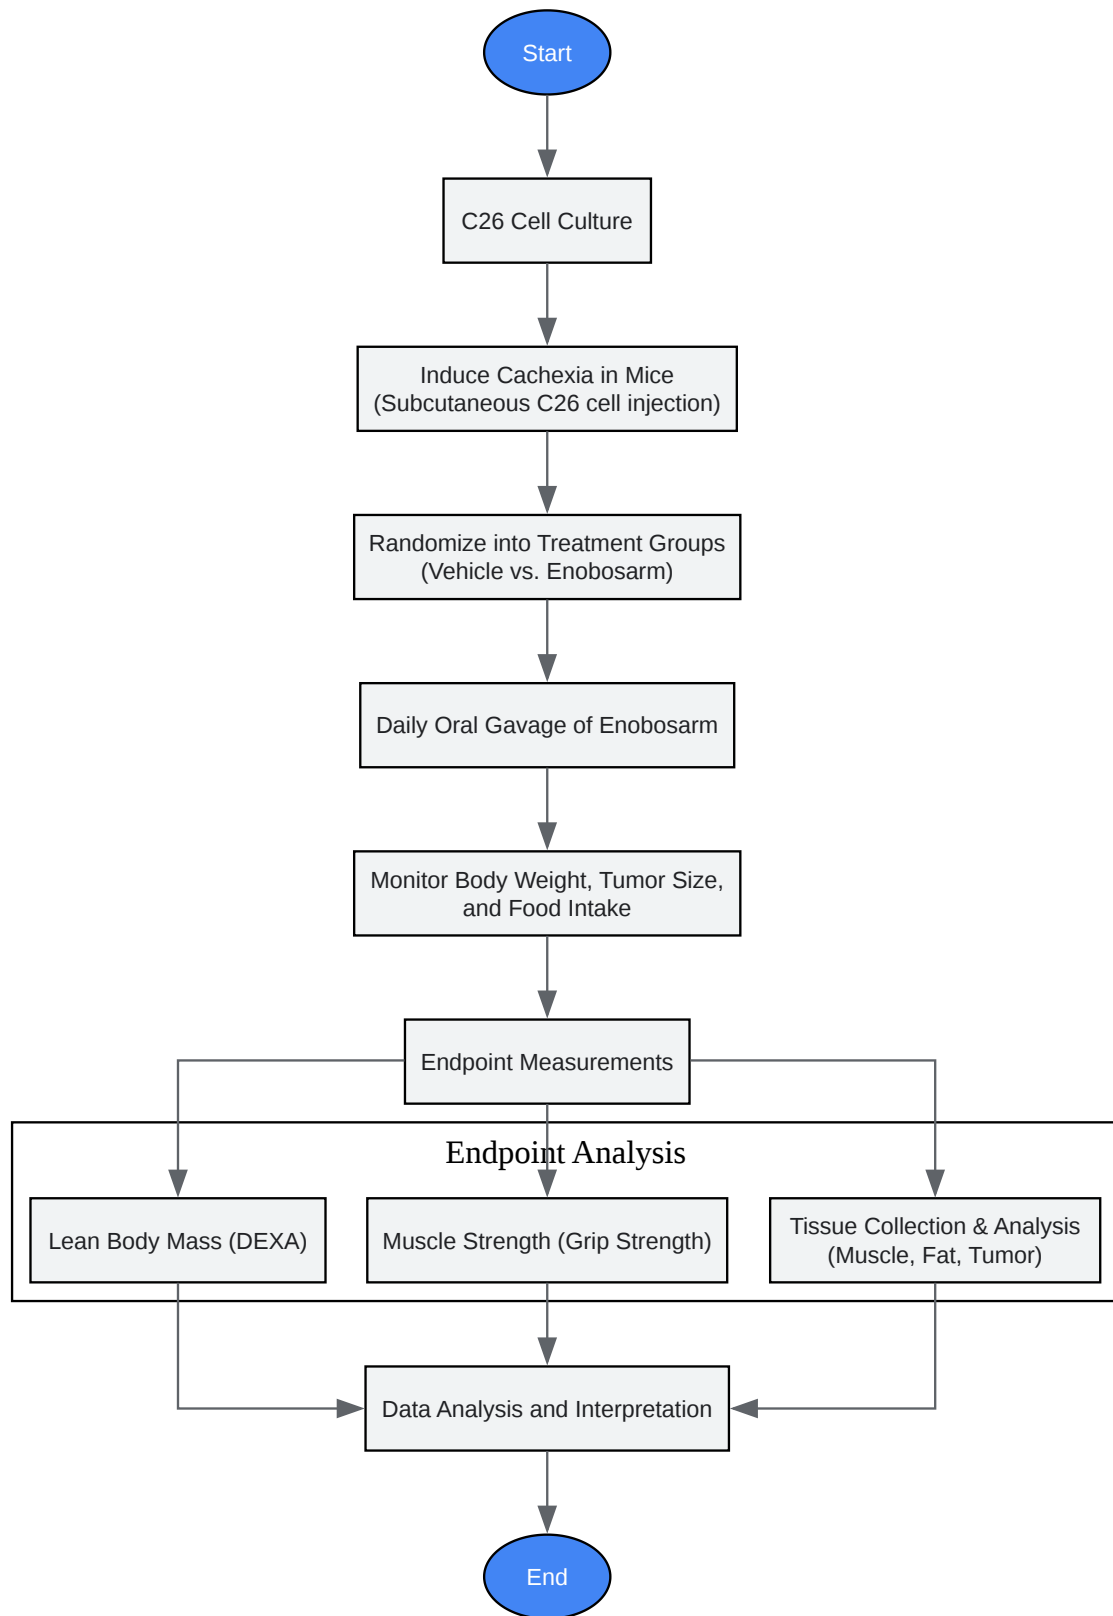 Start
C26 Cell Culture
Induce Cachexia in Mice
(Subcutaneous C26 cell injection)
Randomize into Treatment Groups
(Vehicle vs. Enobosarm)
Daily Oral Gavage of Enobosarm
Monitor Body Weight, Tumor Size,
and Food Intake
Endpoint Measurements
Endpoint Analysis
Lean Body Mass (DEXA)
Muscle Strength (Grip Strength)
Tissue Collection & Analysis
(Muscle, Fat, Tumor)
Data Analysis and Interpretation
End